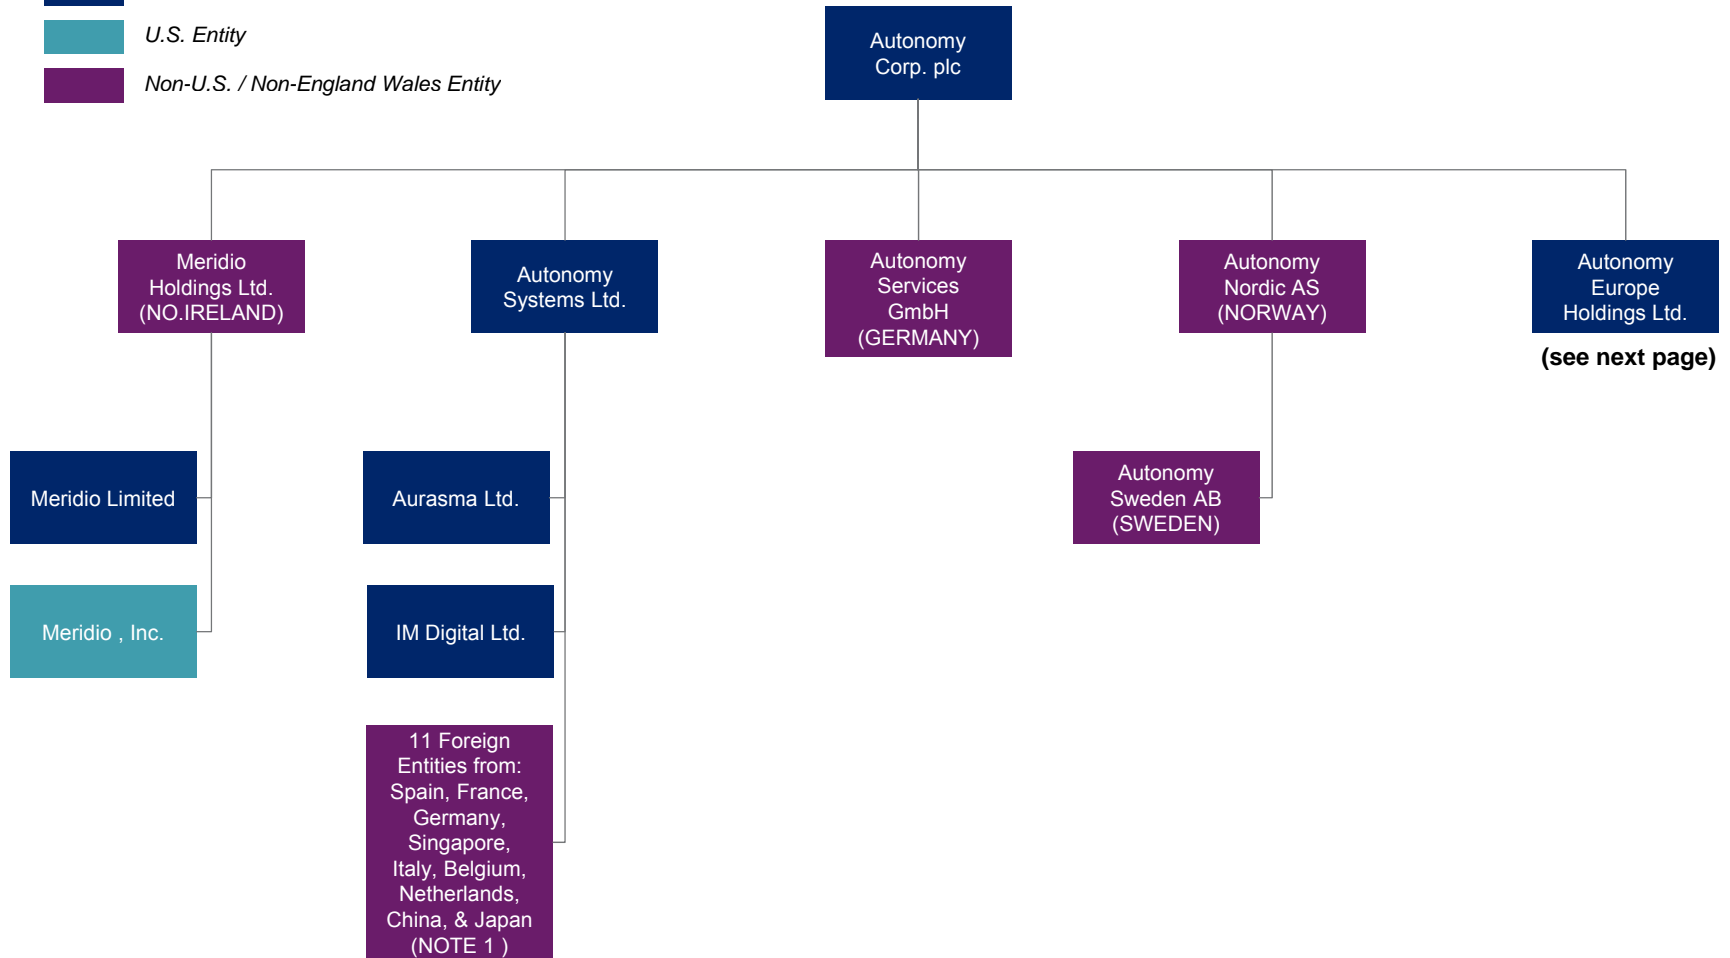 U.S. Entity
Non-U.S. / Non-England Wales Entity
Autonomy
Corp. plc
Meridio
Holdings Ltd.
(NO.IRELAND)
Autonomy
Systems Ltd.
Autonomy
Services
GmbH
(GERMANY)
Autonomy
Nordic AS
(NORWAY)
Autonomy
Europe
Holdings Ltd.
(see next page)
Meridio Limited
Aurasma Ltd.
Autonomy
Sweden AB
(SWEDEN)
Meridio , Inc.
IM Digital Ltd.
11 Foreign
Entities from:
Spain, France,
Germany,
Singapore,
Italy, Belgium,
Netherlands,
China, & Japan
(NOTE 1 )